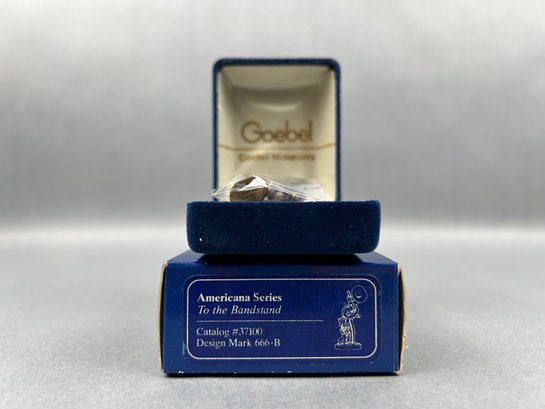 Goebel
Goebel Miniatures
Americana Series
To the Bandstand
Catalog #37100
Design Mark 666-B